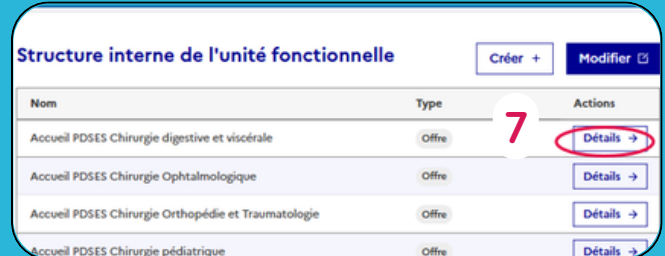 Structure interne de l'unité fonctionnelle
Créer +
Modifier
Nom Type Actions
Accueil PDSES Chirurgie digestive et viscérale Offre 7 Détails →
Accueil PDSES Chirurgie Ophtalmologique Offre Détails →
Accueil PDSES Chirurgie Orthopédie et Traumatologie Offre Détails →
Accueil PDSES Chirurgie pédiatrique Offre Détails →